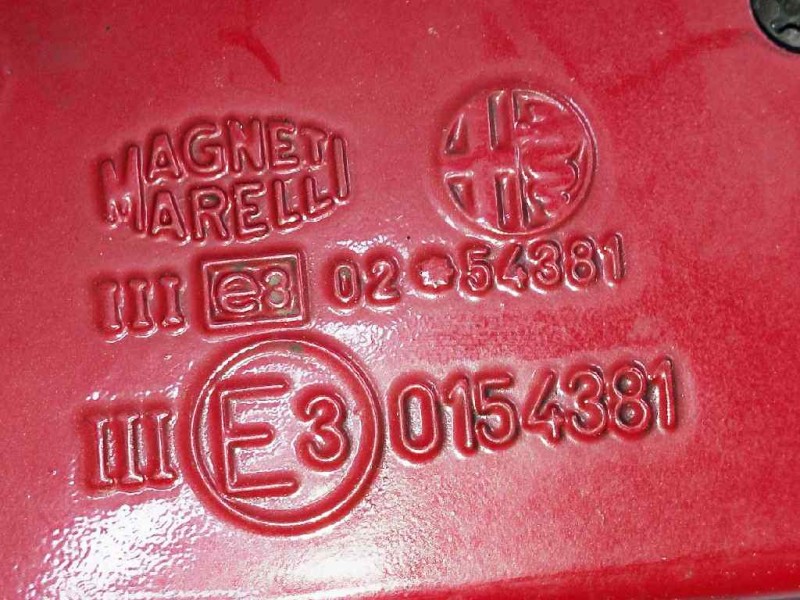 MAGNETI
MARELLI
III e3 02*54381
III E3 0154381